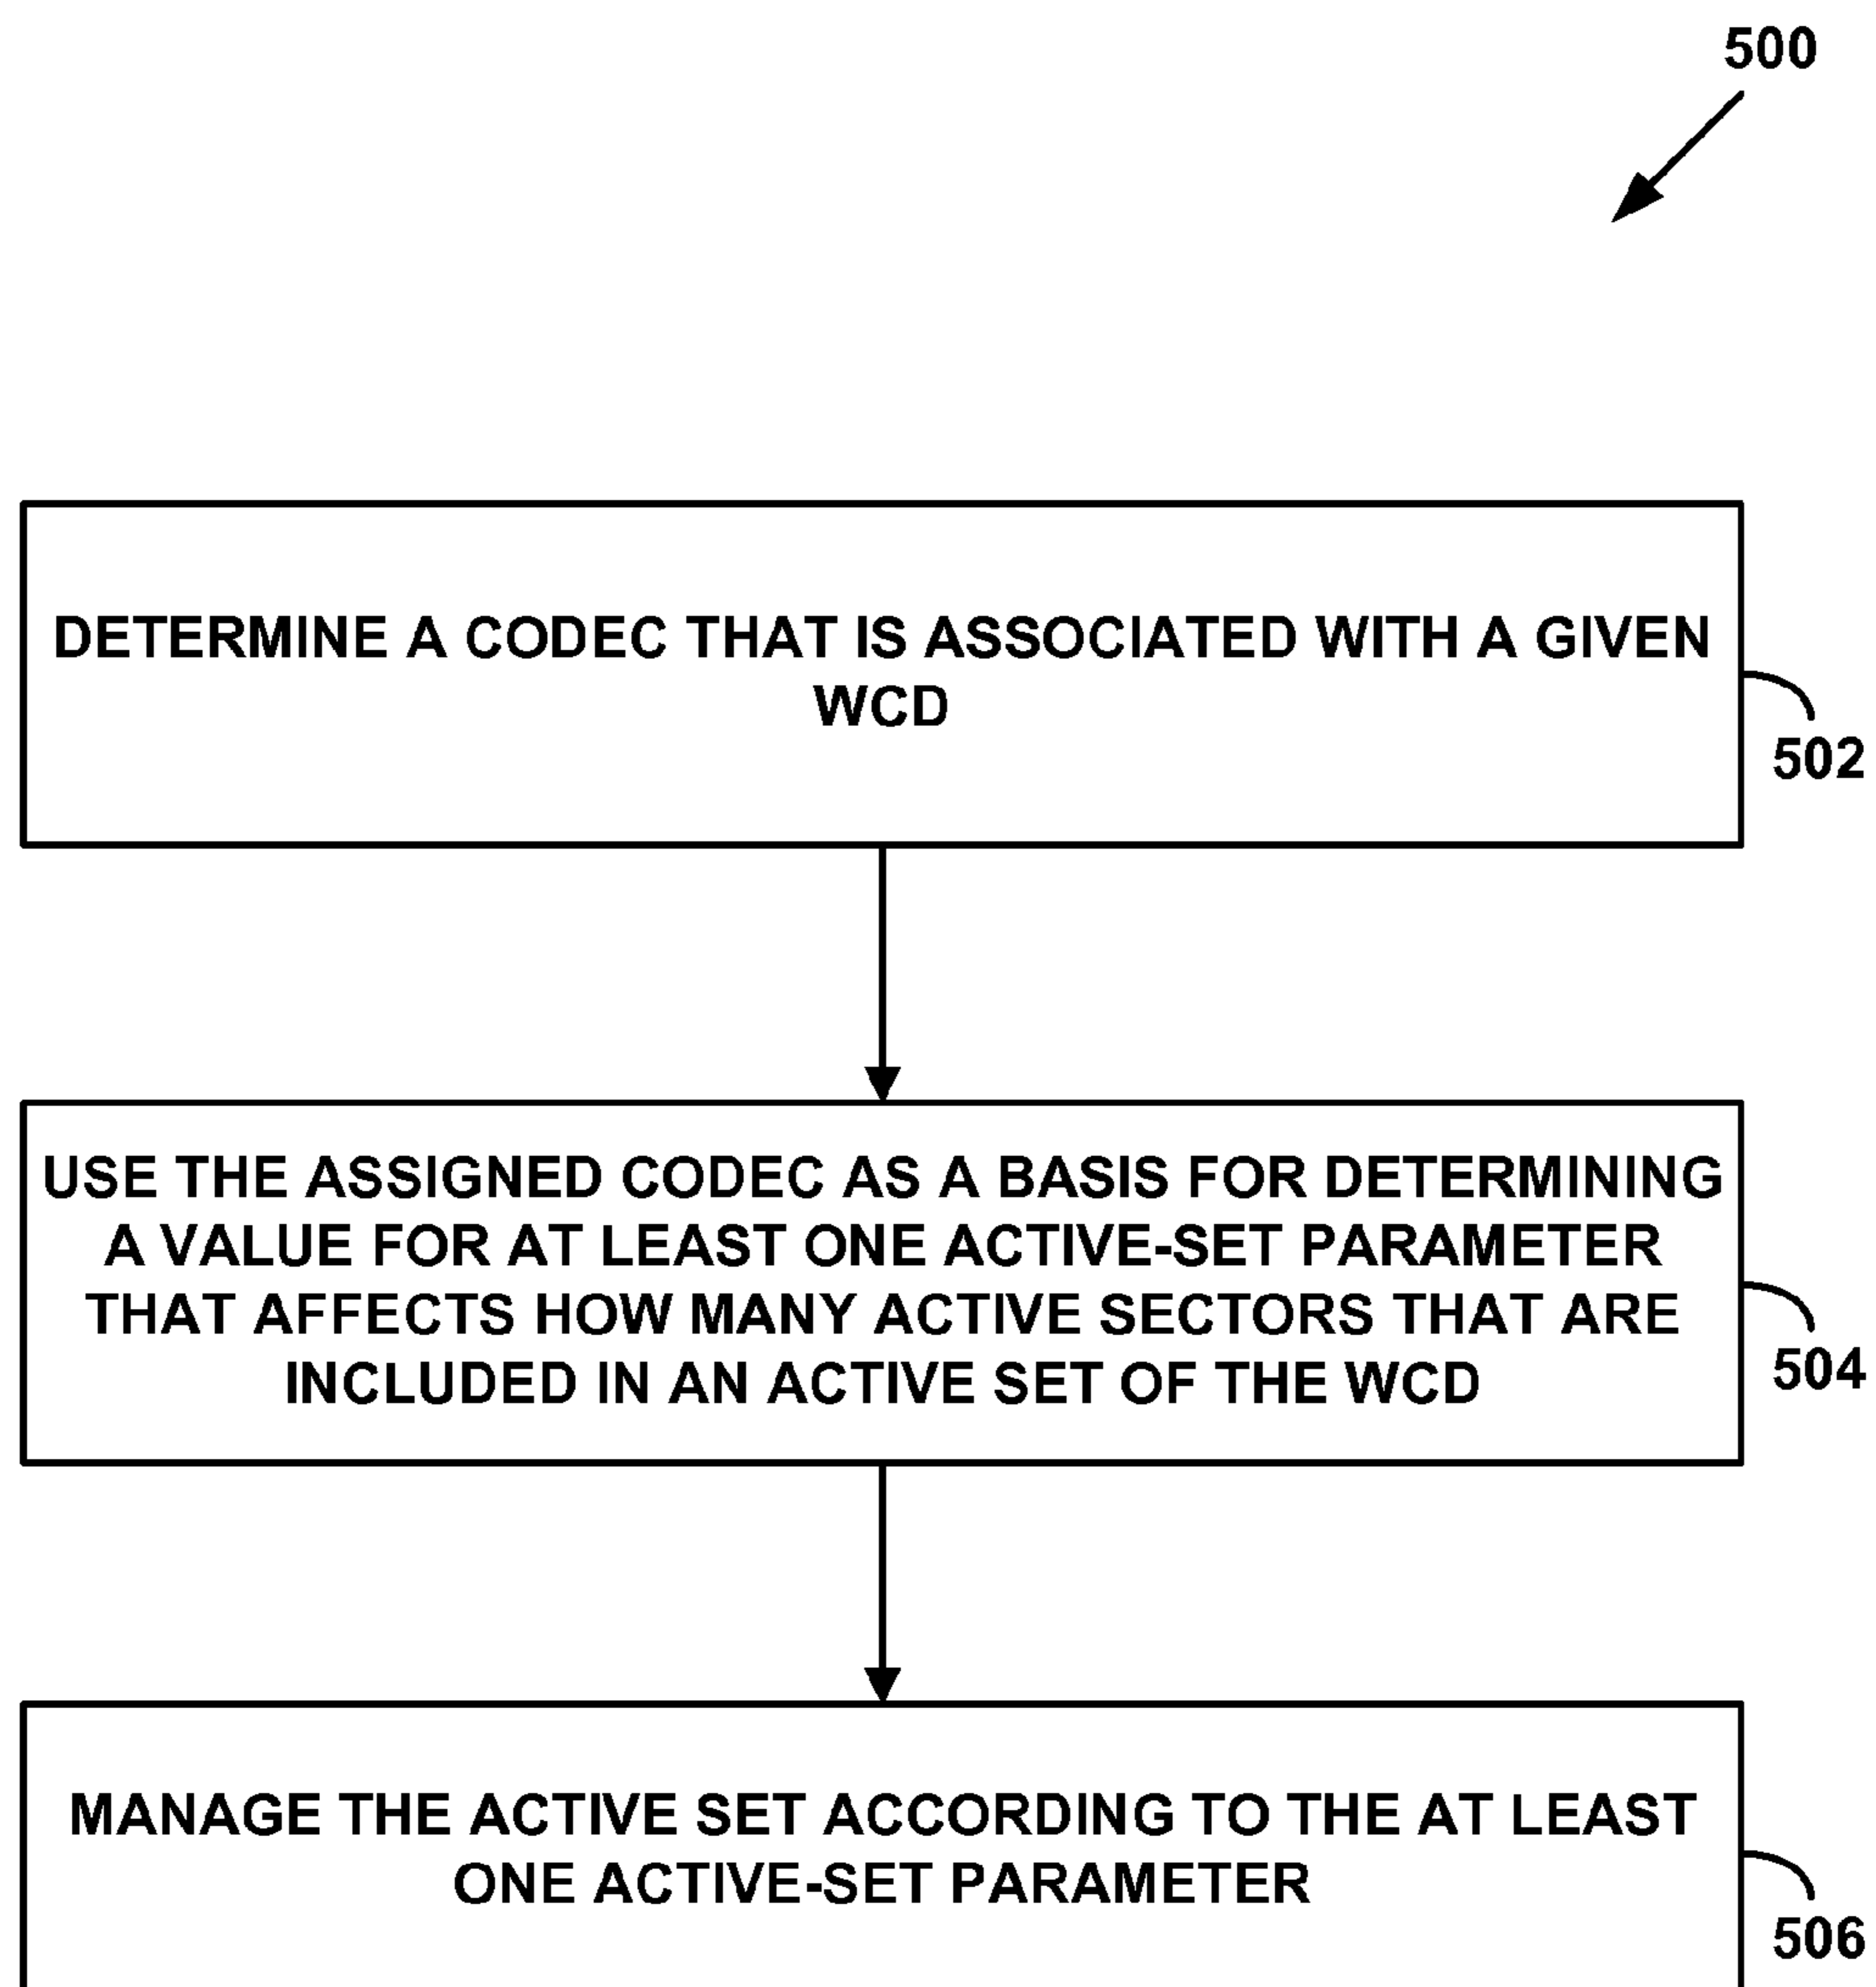 500
DETERMINE A CODEC THAT IS ASSOCIATED WITH A GIVEN
WCD
502
USE THE ASSIGNED CODEC AS A BASIS FOR DETERMINING
A VALUE FOR AT LEAST ONE ACTIVE-SET PARAMETER
THAT AFFECTS HOW MANY ACTIVE SECTORS THAT ARE
INCLUDED IN AN ACTIVE SET OF THE WCD
504
MANAGE THE ACTIVE SET ACCORDING TO THE AT LEAST
ONE ACTIVE-SET PARAMETER
506